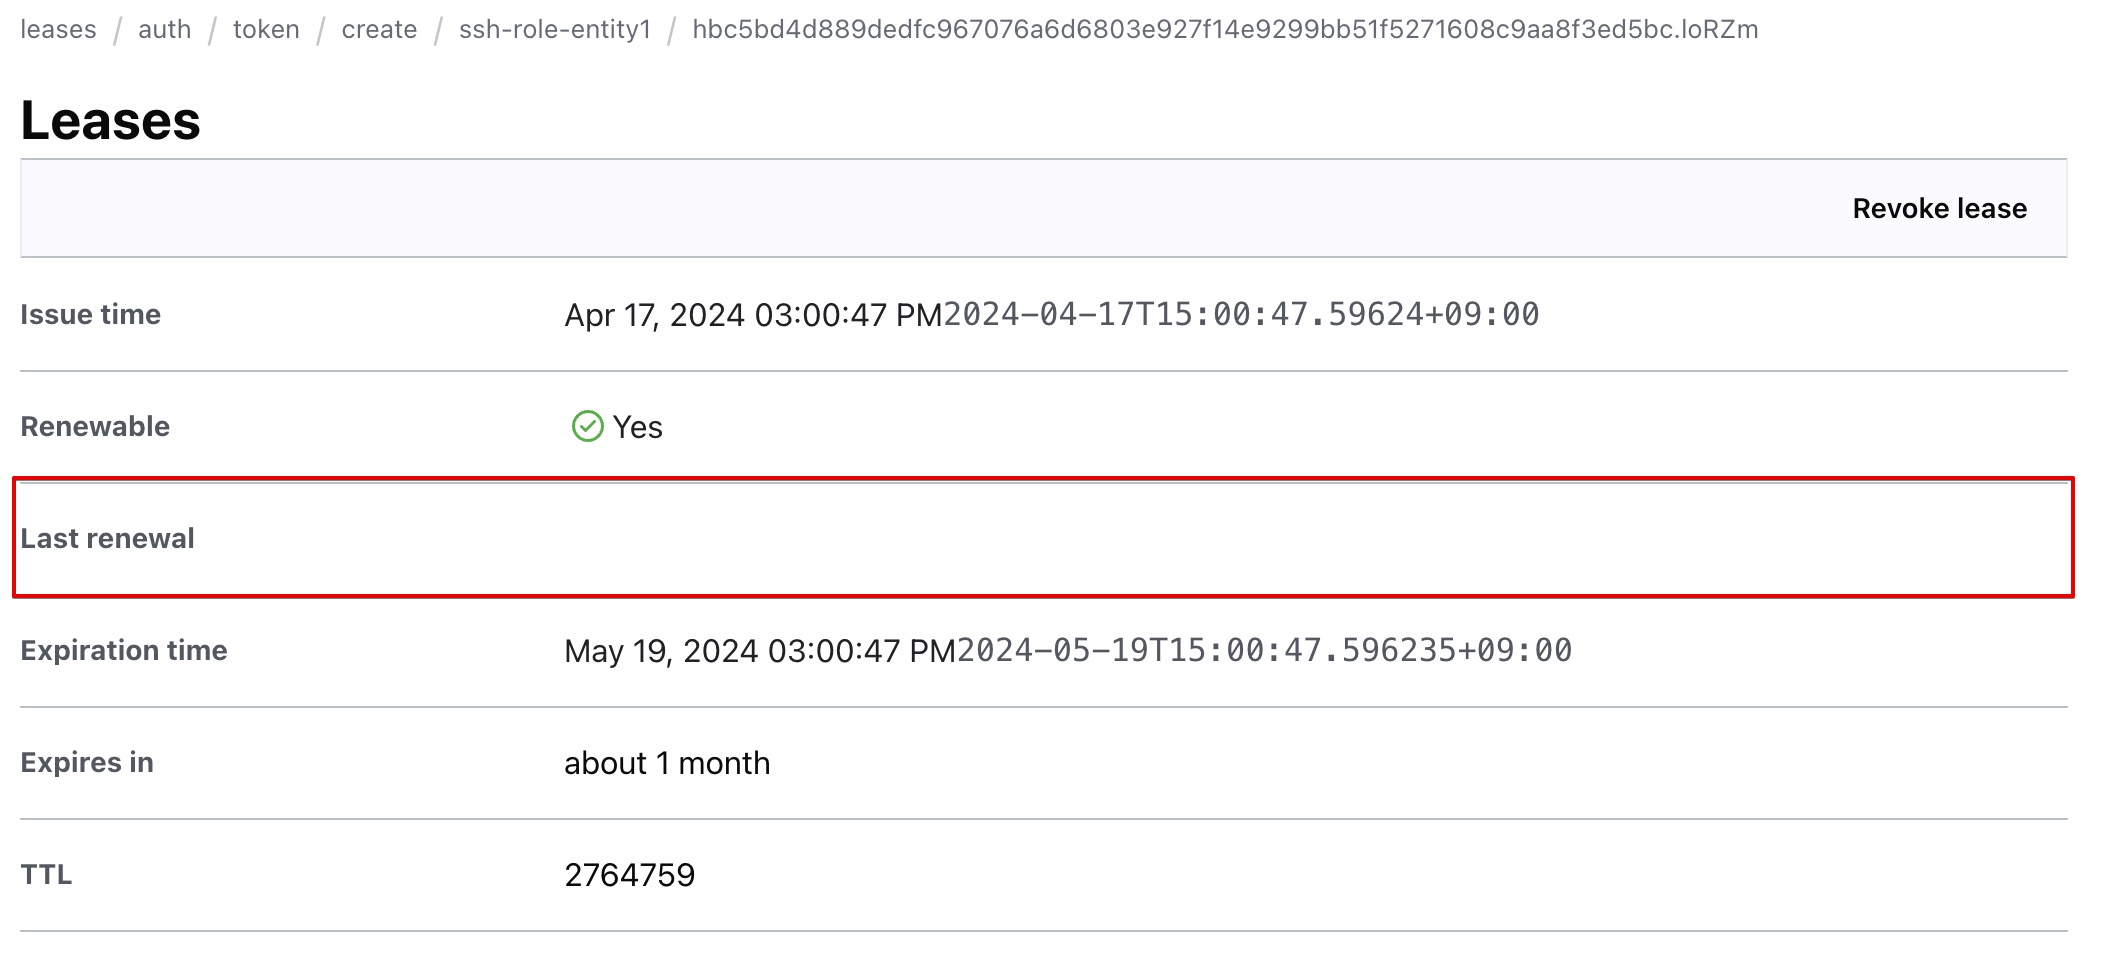 leases / auth / token / create / ssh-role-entity1 / hbc5bd4d889dedfc967076a6d6803e927f14e9299bb51f5271608c9aa8f3ed5bc.loRZm
Leases
Revoke lease
Issue time Apr 17, 2024 03:00:47 PM2024-04-17T15:00:47.59624+09:00
Renewable Yes
Last renewal
Expiration time May 19, 2024 03:00:47 PM2024-05-19T15:00:47.596235+09:00
Expires in about 1 month
TTL 2764759